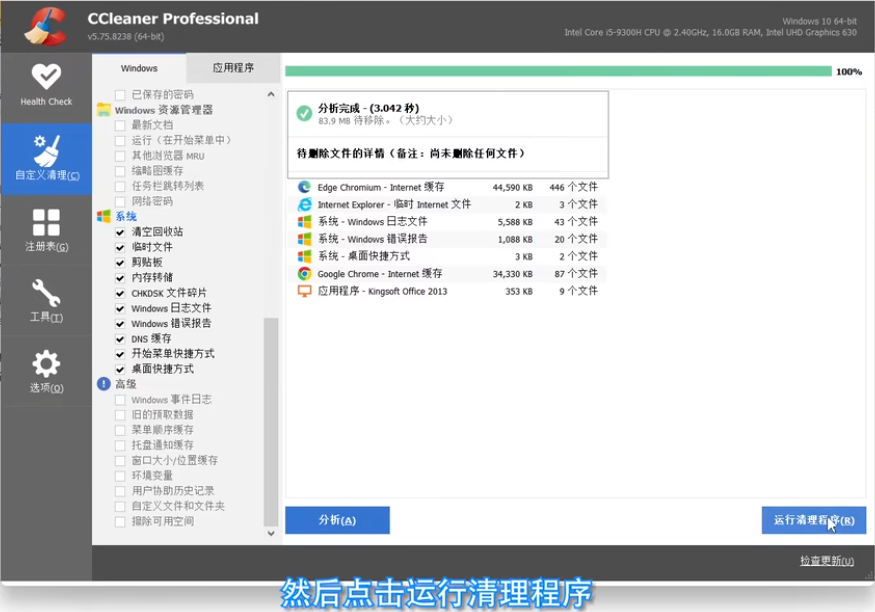 CCleaner Professional
v5.75.8238 (64-bit)
Windows 10 64-bit
Intel Core i5-9300H CPU @ 2.40GHz, 16.0GB RAM, Intel UHD Graphics 630
Health Check
自定义清理(C)
注册表(G)
工具(T)
选项(O)
Windows
应用程序
已保存的密码
Windows 资源管理器
最新文档
运行（在开始菜单中）
其他浏览器 MRU
缩略图缓存
任务栏跳转列表
网络密码
系统
清空回收站
临时文件
剪贴板
内存转储
CHKDSK 文件碎片
Windows 日志文件
Windows 错误报告
DNS 缓存
开始菜单快捷方式
桌面快捷方式
高级
Windows 事件日志
旧的预取数据
菜单顺序缓存
托盘通知缓存
窗口大小/位置缓存
环境变量
用户协助历史记录
自定义文件和文件夹
擦除可用空间
100%
分析完成 - (3.042 秒)
83.9 MB 待移除。（大约大小）
待删除文件的详情（备注：尚未删除任何文件）
Edge Chromium - Internet 缓存 44,590 KB 446 个文件
Internet Explorer - 临时 Internet 文件 2 KB 3 个文件
系统 - Windows 日志文件 5,588 KB 43 个文件
系统 - Windows 错误报告 1,088 KB 20 个文件
系统 - 桌面快捷方式 3 KB 2 个文件
Google Chrome - Internet 缓存 34,330 KB 87 个文件
应用程序 - Kingsoft Office 2013 353 KB 9 个文件
分析(A)
运行清理程序(R)
检查更新(U)
然后点击运行清理程序